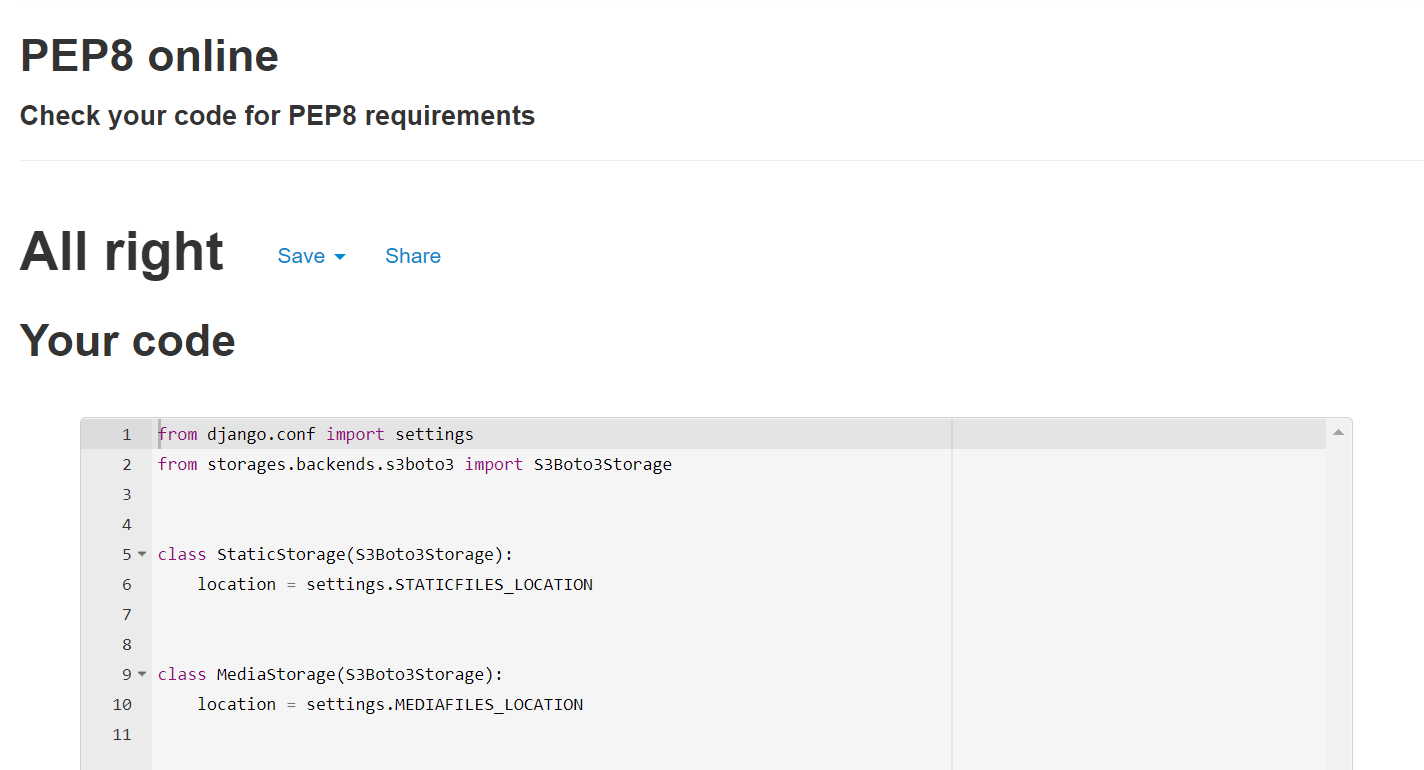 PEP8 online
Check your code for PEP8 requirements
All right Save Share
Your code
1 from django.conf import settings
2 from storages.backends.s3boto3 import S3Boto3Storage
3
4
5 class StaticStorage(S3Boto3Storage):
6     location = settings.STATICFILES_LOCATION
7
8
9 class MediaStorage(S3Boto3Storage):
10     location = settings.MEDIAFILES_LOCATION
11